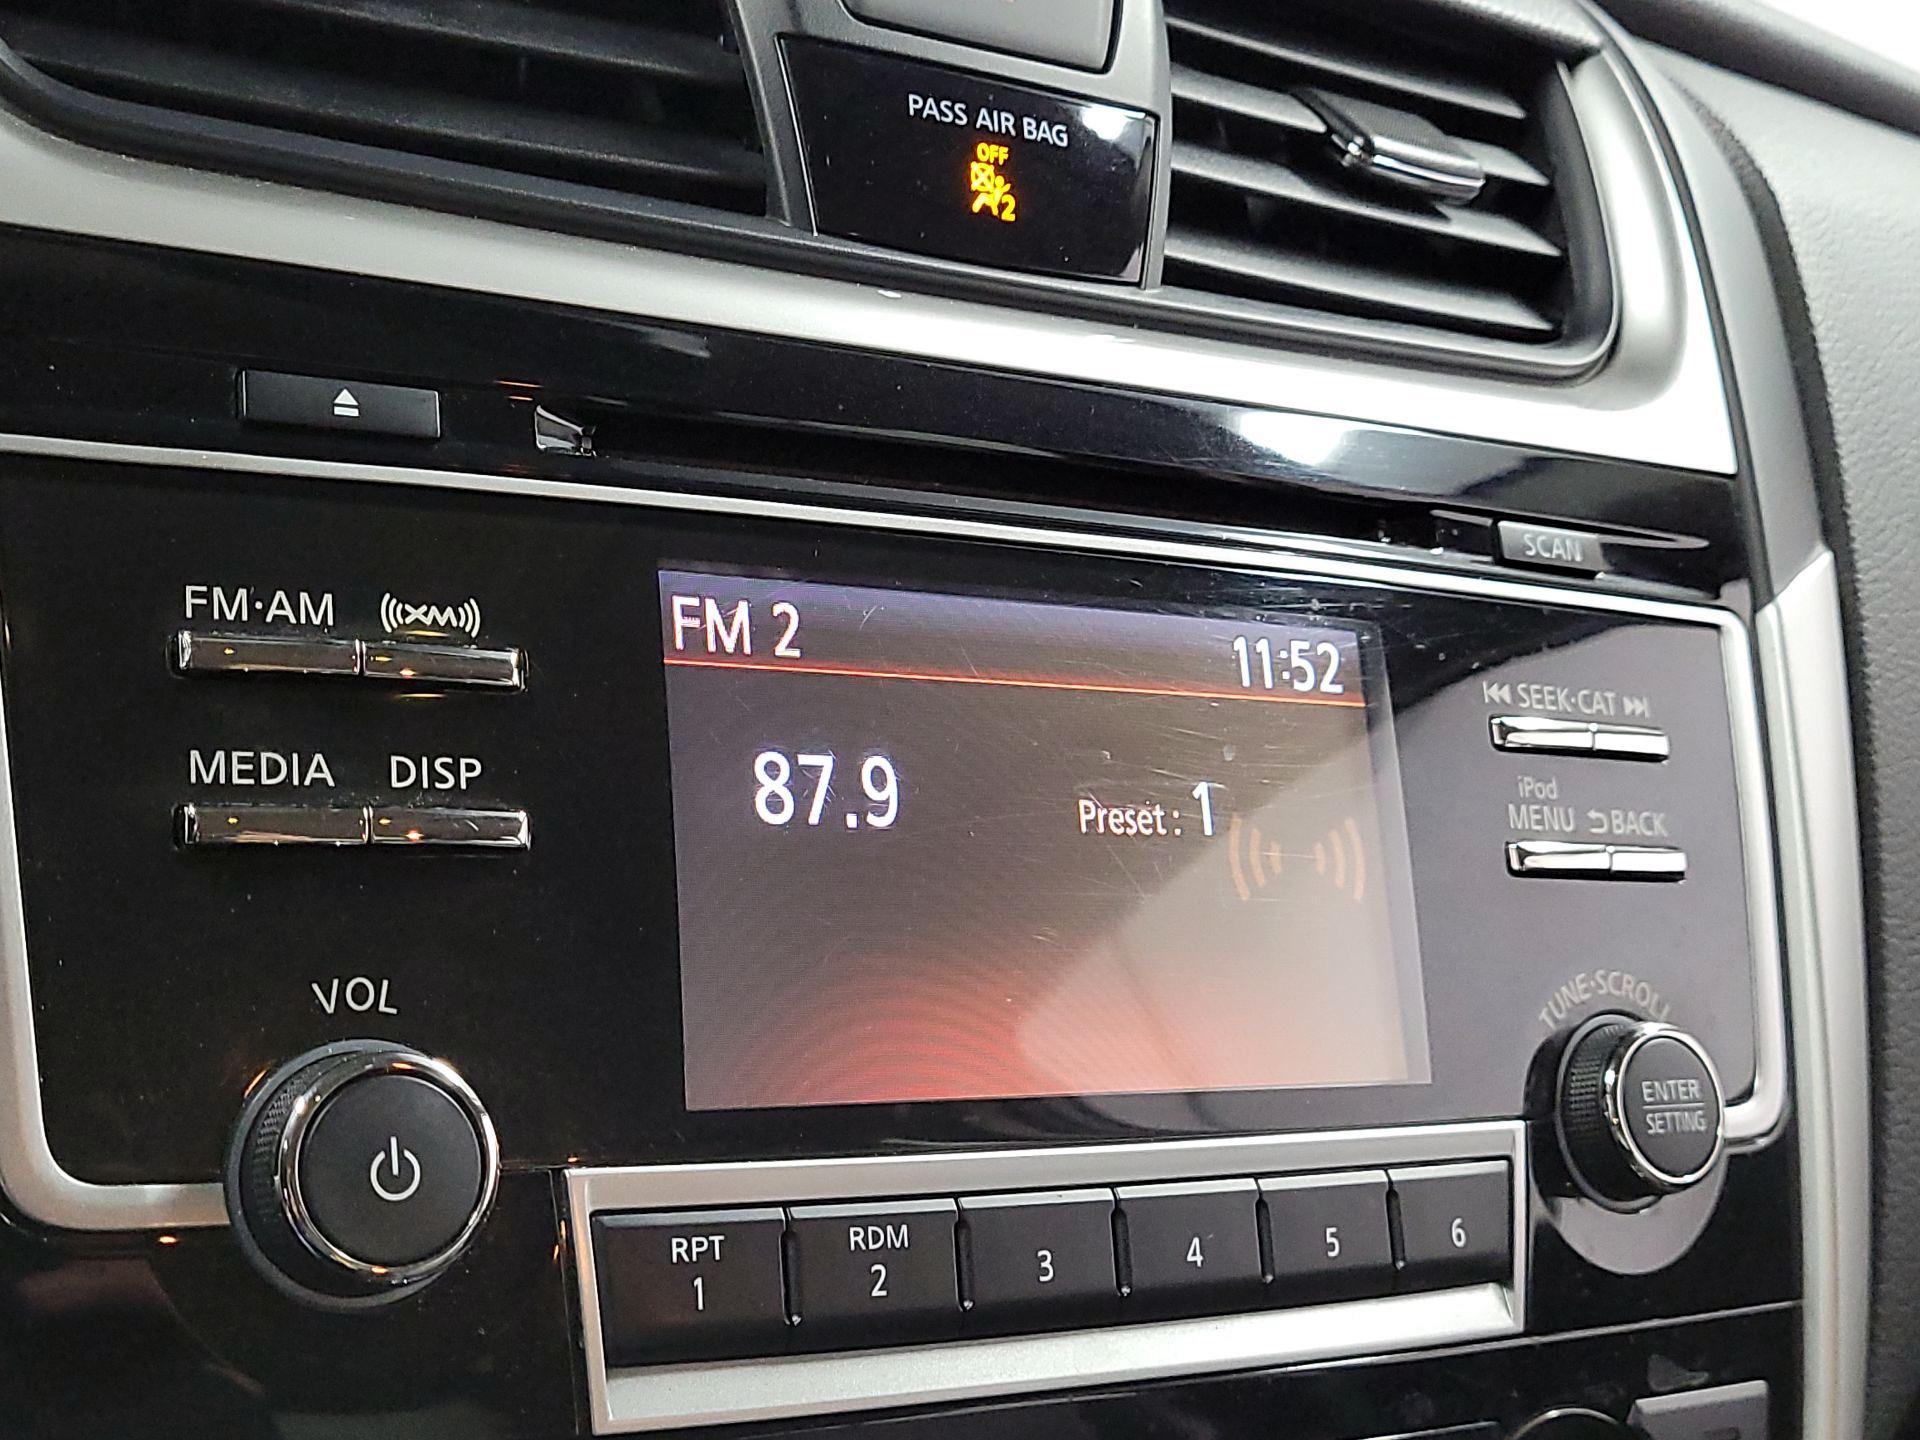 PASS AIR BAG
OFF
2
SCAN
FM·AM XM
FM 2 11:52
SEEK·CAT
MEDIA DISP
87.9 Preset: 1
iPod
MENU BACK
VOL
TUNE·SCROLL
ENTER
SETTING
RPT
1
RDM
2
3
4
5
6